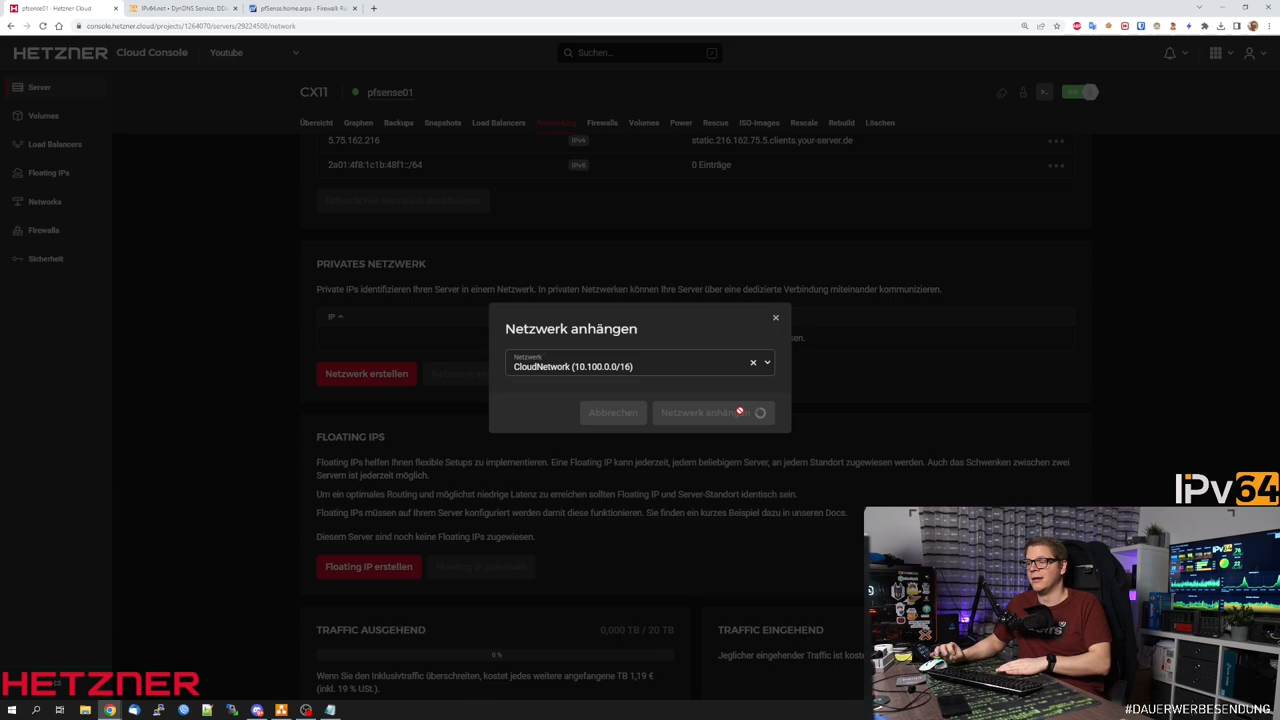 pfsense01 - Hetzner Cloud
IPv64.net • DynDNS Service, DD
pfSense.home.arpa - Firewall: Ru
console.hetzner.cloud/projects/1264070/servers/29224508/network
HETZNER Cloud Console
Youtube
Suchen...
Server
Volumes
Load Balancers
Floating IPs
Networks
Firewalls
Sicherheit
CX11 pfsense01
Übersicht Graphen Backups Snapshots Load Balancers Networking Firewalls Volumes Power Rescue ISO-Images Rescale Rebuild Löschen
5.75.162.216 IPv4 static.216.162.75.5.clients.your-server.de
2a01:4f8:1c1b:48f1::/64 IPv6 0 Einträge
PRIVATES NETZWERK
Private IPs identifizieren Ihren Server in einem Netzwerk. In privaten Netzwerken können Ihre Server über eine dedizierte Verbindung miteinander kommunizieren.
IP
Netzwerk anhängen
Netzwerk
CloudNetwork (10.100.0.0/16)
Abbrechen Netzwerk anhängen
Netzwerk erstellen
FLOATING IPS
Floating IPs helfen Ihnen flexible Setups zu implementieren. Eine Floating IP kann jederzeit, jedem beliebigem Server, an jedem Standort zugewiesen werden. Auch das Schwenken zwischen zwei
Servern ist jederzeit möglich.
Um ein optimales Routing und möglichst niedrige Latenz zu erreichen sollten Floating IP und Server-Standort identisch sein.
Floating IPs müssen auf Ihrem Server konfiguriert werden damit diese funktionieren. Sie finden ein kurzes Beispiel dazu in unseren Docs.
Diesem Server sind noch keine Floating IPs zugewiesen.
Floating IP erstellen
TRAFFIC AUSGEHEND 0,000 TB / 20 TB
0 %
Wenn Sie den Inklusivtraffic überschreiten, kostet jedes weitere angefangene TB 1,19 €
(inkl. 19 % USt.).
TRAFFIC EINGEHEND
Jeglicher eingehender Traffic ist koste
IPv64
HETZNER
#DAUERWERBESENDUNG